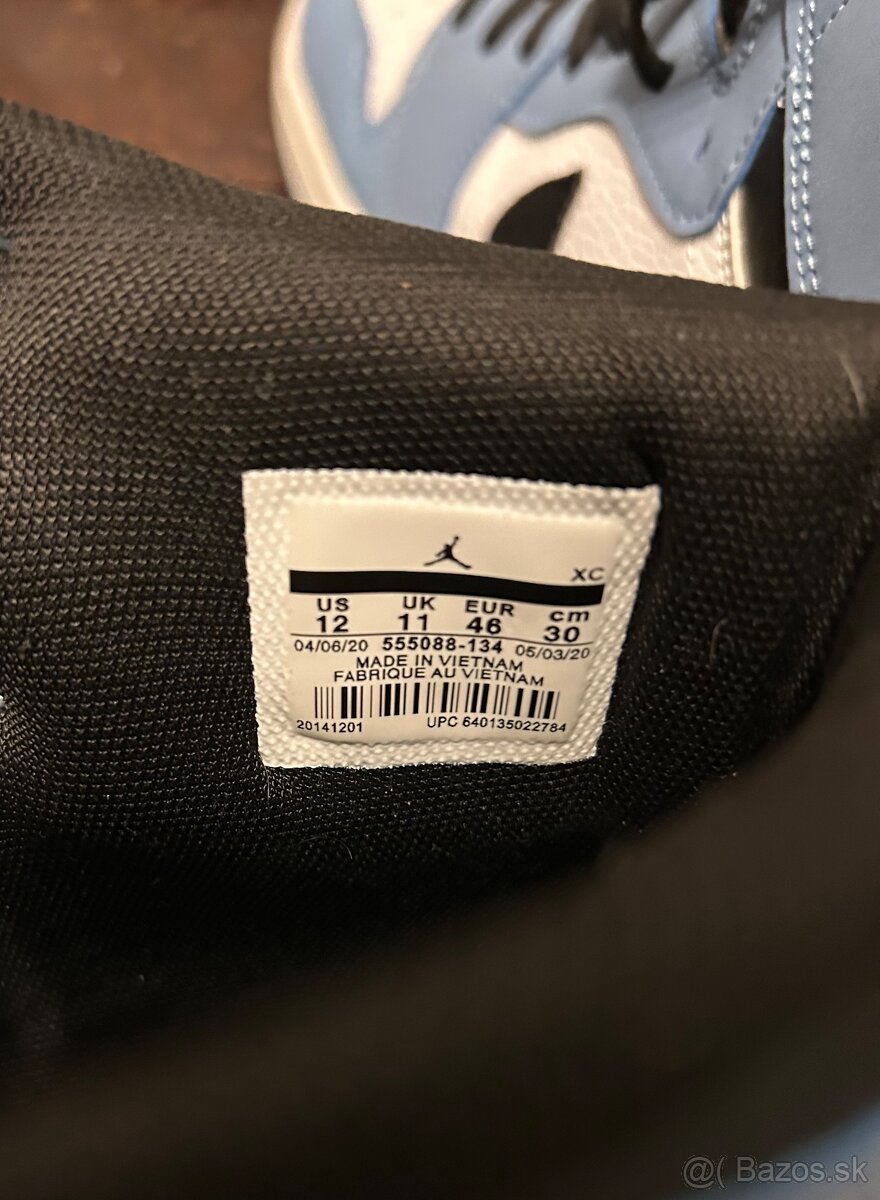 XC
US UK EUR cm
12 11 46 30
04/06/20 555088-134 05/03/20
MADE IN VIETNAM
FABRIQUE AU VIETNAM
20141201 UPC 640135022784
@( Bazos.sk